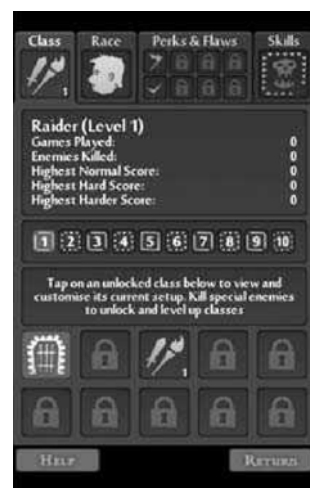 Class Race Perks & Flaws Skills
1
Raider (Level 1)
Games Played: 0
Enemies Killed: 0
Highest Normal Score: 0
Highest Hard Score: 0
Highest Harder Score: 0
1 2 3 4 5 6 7 8 9 10
Tap on an unlocked class below to view and
customise its current setup. Kill special enemies
to unlock and level up classes
1
Help Return